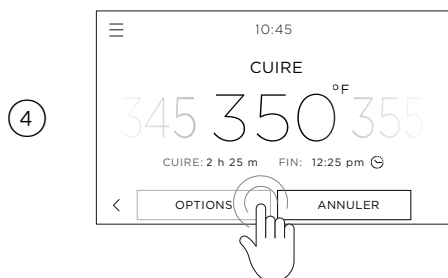 10:45
CUIRE
345 350°F 355
4
CUIRE: 2 h 25 m FIN: 12:25 pm
OPTIONS ANNULER